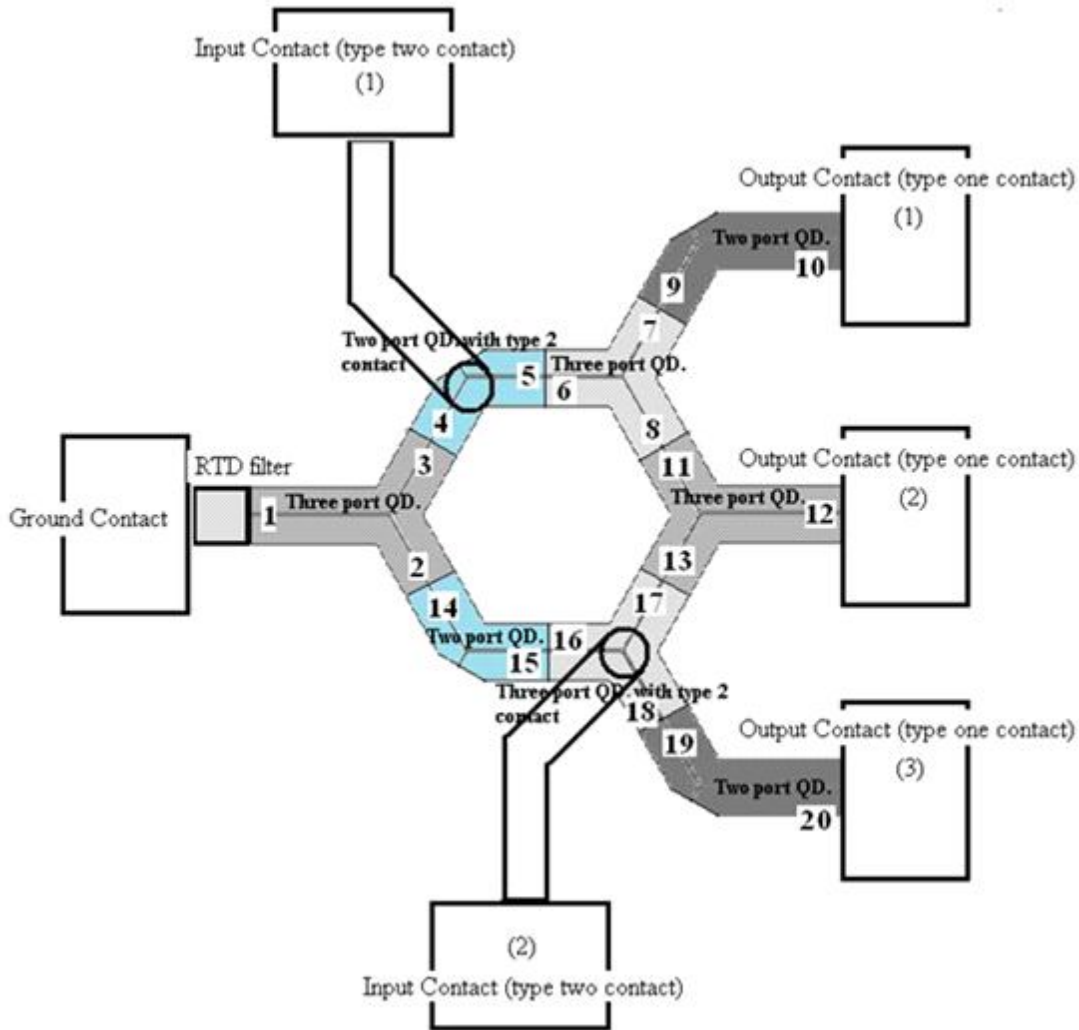 Input Contact (type two contact)
(1)
Output Contact (type one contact)
(1)
Two port QD.
10
9
7
Two port QD. with type 2
contact
5
Three port QD.
6
4
8
3
11
RTD filter
Output Contact (type one contact)
(2)
Ground Contact
1
Three port QD.
Three port QD.
12
2
13
14
17
Two port QD.
16
15
Three port QD. with type 2
contact
18
19
Output Contact (type one contact)
(3)
Two port QD.
20
(2)
Input Contact (type two contact)